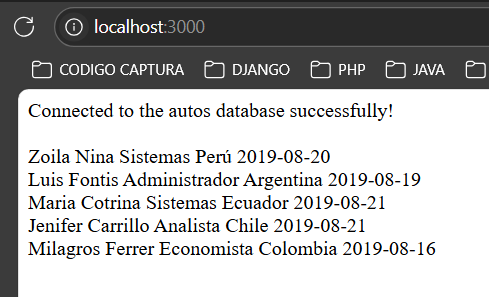 localhost:3000
CODIGO CAPTURA DJANGO PHP JAVA
Connected to the autos database successfully!
Zoila Nina Sistemas Perú 2019-08-20
Luis Fontis Administrador Argentina 2019-08-19
Maria Cotrina Sistemas Ecuador 2019-08-21
Jenifer Carrillo Analista Chile 2019-08-21
Milagros Ferrer Economista Colombia 2019-08-16